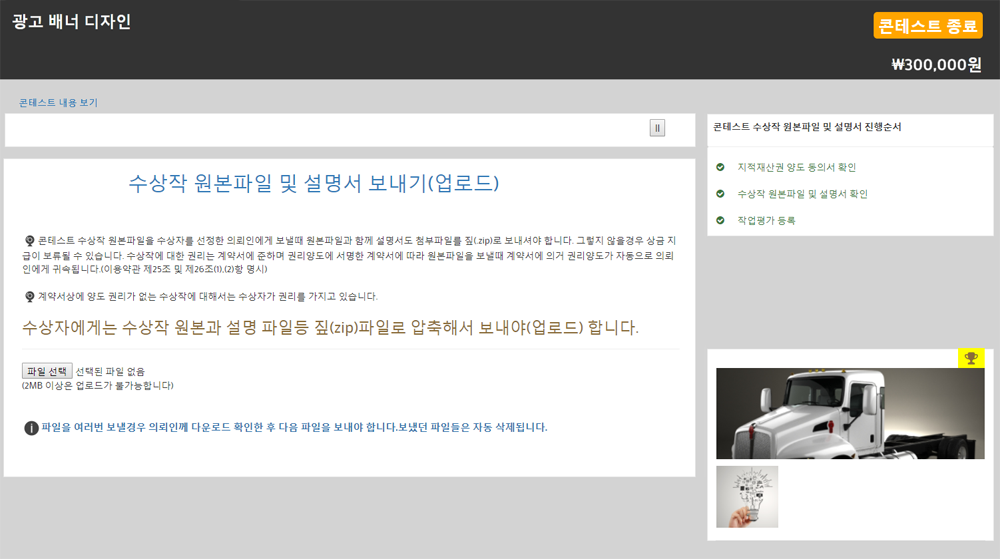 광고 배너 디자인
콘테스트 종료
₩300,000원
콘테스트 내용 보기
수상작 원본파일 및 설명서 보내기(업로드)
콘테스트 수상작 원본파일을 수상자를 선정한 의뢰인에게 보낼때 원본파일과 함께 설명서도 첨부파일를 짚(.zip)로 보내셔야 합니다. 그렇지 않을경우 상금 지
급이 보류될 수 있습니다. 수상작에 대한 권리는 계약서에 준하며 권리양도에 서명한 계약서에 따라 원본파일을 보낼때 계약서에 의거 권리양도가 자동으로 의뢰
인에게 귀속됩니다.(이용약관 제25조 및 제26조(1),(2)항 명시)
계약서상에 양도 권리가 없는 수상작에 대해서는 수상자가 권리를 가지고 있습니다.
수상자에게는 수상작 원본과 설명 파일등 짚(zip)파일로 압축해서 보내야(업로드) 합니다.
파일 선택 선택된 파일 없음
(2MB 이상은 업로드가 불가능합니다)
파일을 여러번 보낼경우 의뢰인께 다운로드 확인한 후 다음 파일을 보내야 합니다.보냈던 파일들은 자동 삭제됩니다.
콘테스트 수상작 원본파일 및 설명서 진행순서
지적재산권 양도 동의서 확인
수상작 원본파일 및 설명서 확인
작업평가 등록